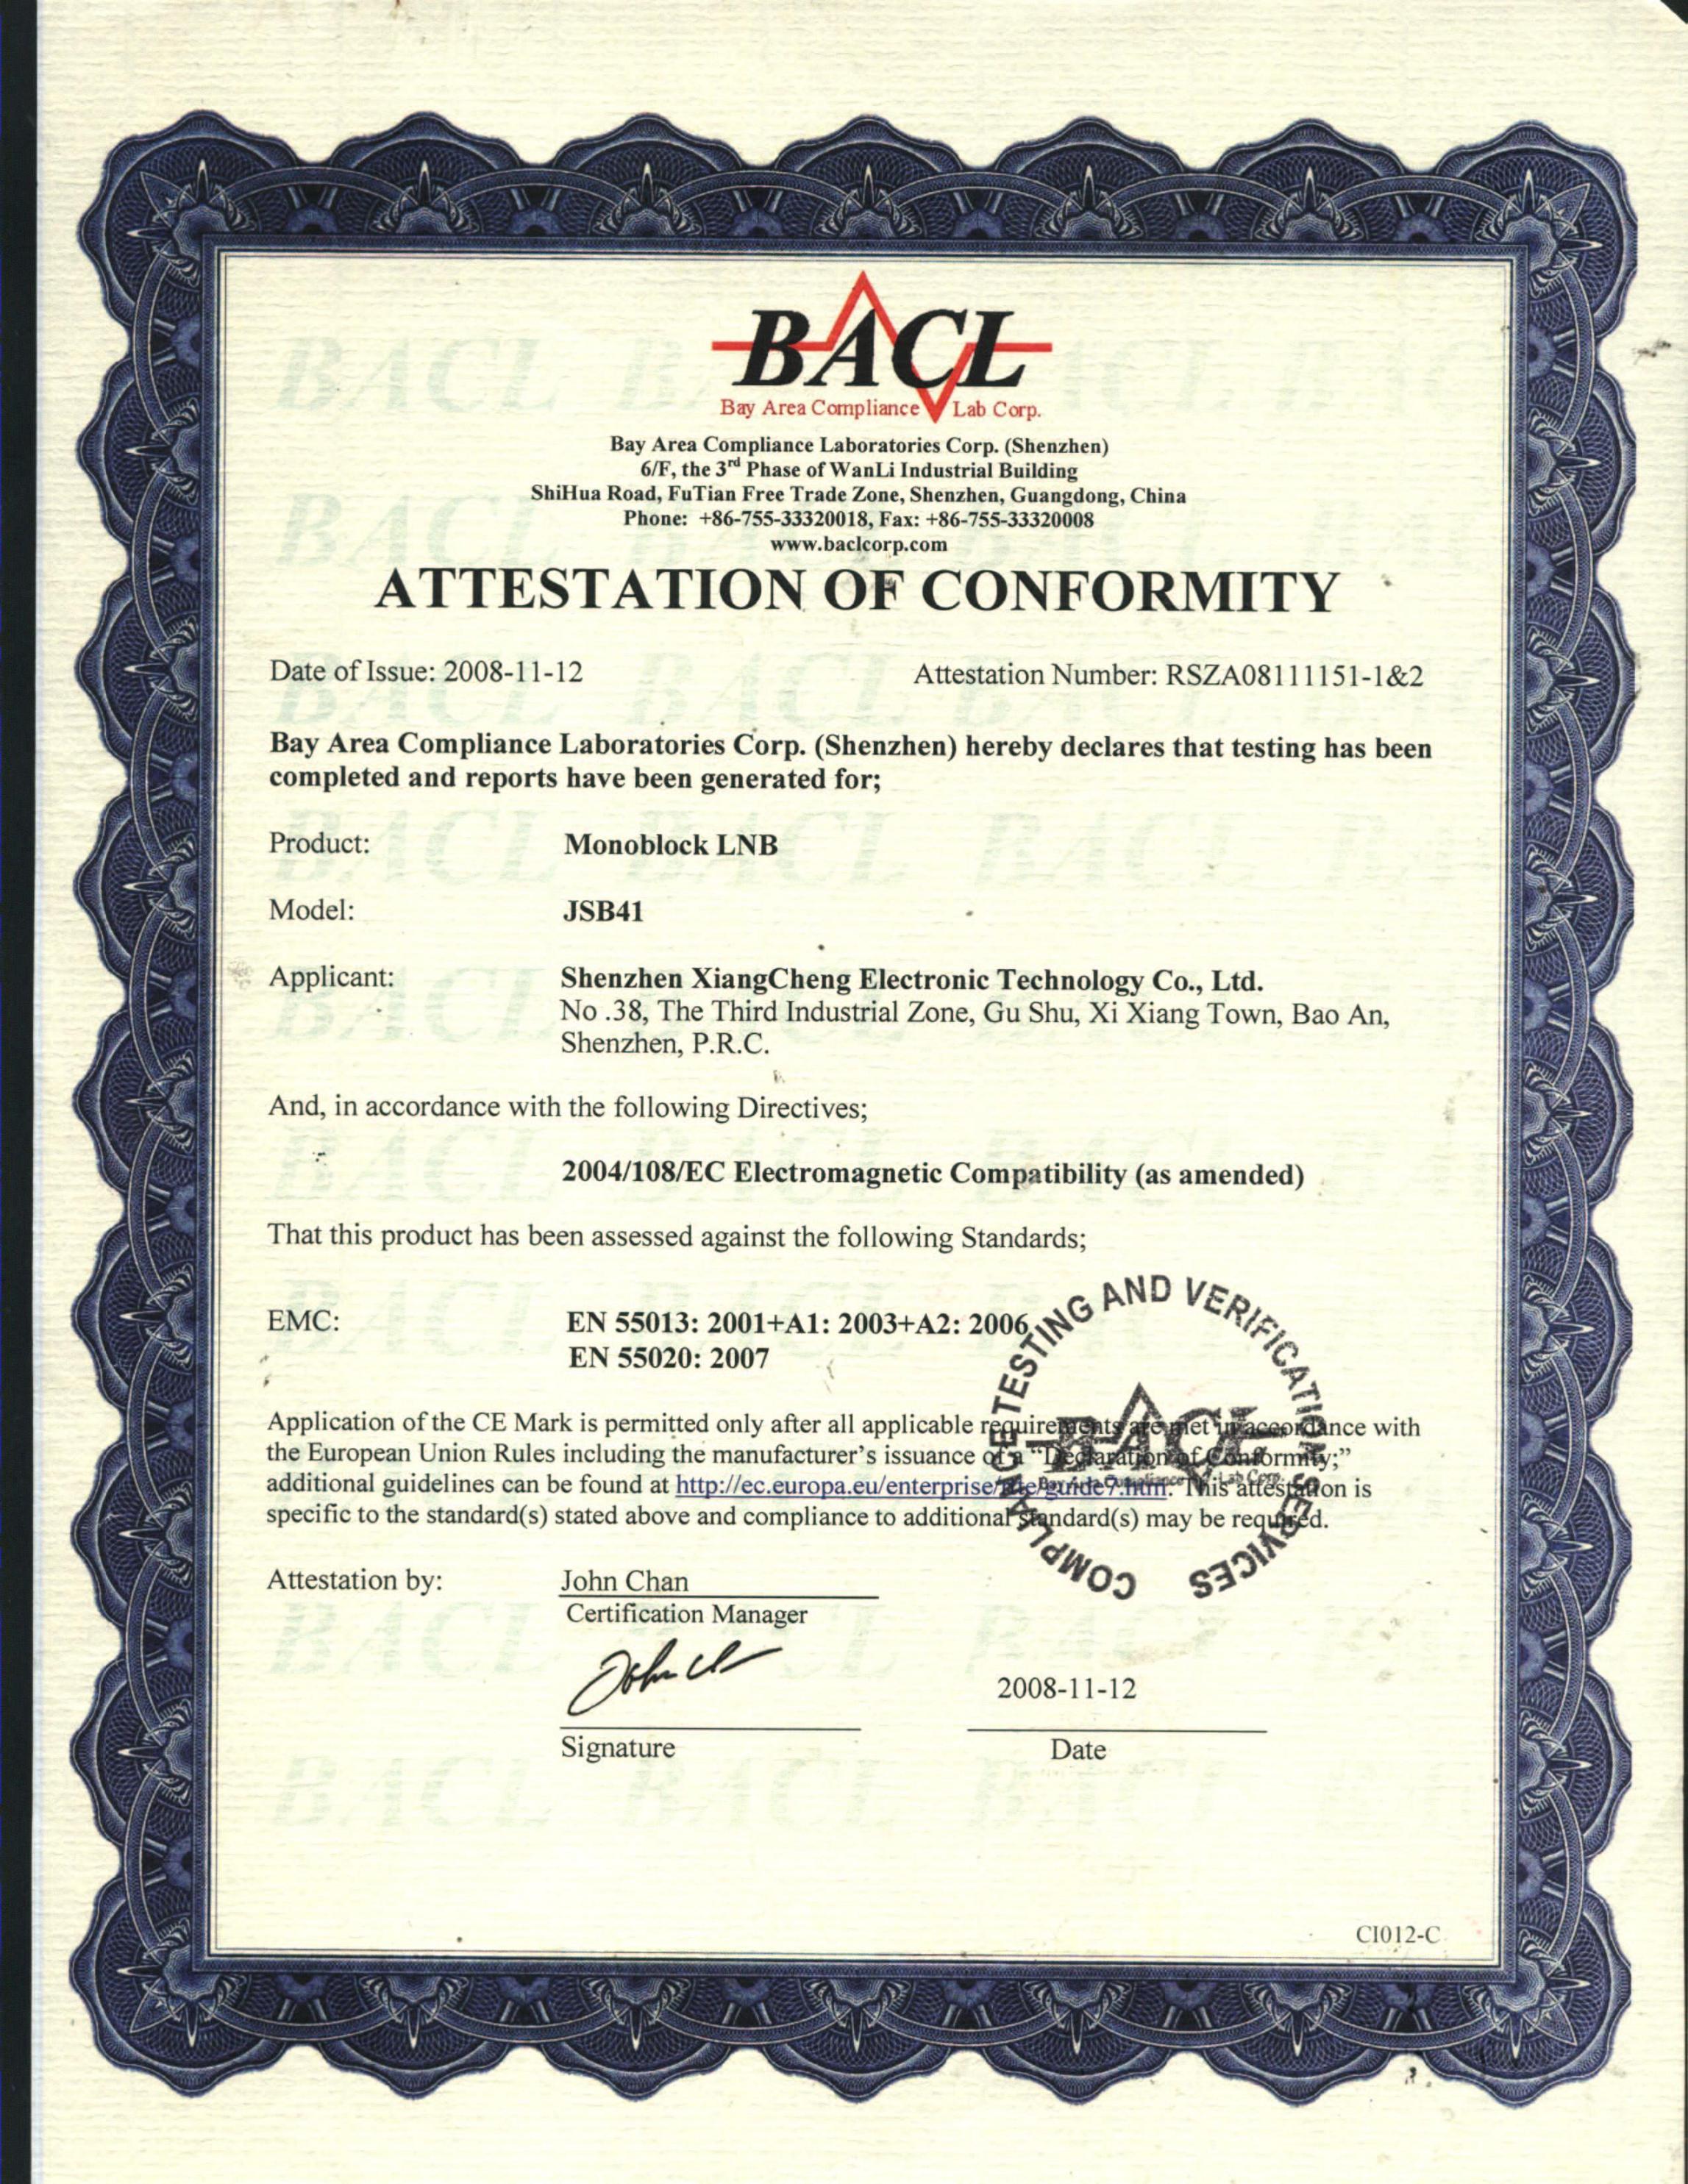 BACL
Bay Area Compliance Lab Corp.
Bay Area Compliance Laboratories Corp. (Shenzhen)
6/F, the 3rd Phase of WanLi Industrial Building
ShiHua Road, FuTian Free Trade Zone, Shenzhen, Guangdong, China
Phone: +86-755-33320018, Fax: +86-755-33320008
www.baclcorp.com
ATTESTATION OF CONFORMITY
Date of Issue: 2008-11-12 Attestation Number: RSZA08111151-1&2
Bay Area Compliance Laboratories Corp. (Shenzhen) hereby declares that testing has been
completed and reports have been generated for;
Product: Monoblock LNB
Model: JSB41
Applicant: Shenzhen XiangCheng Electronic Technology Co., Ltd.
No .38, The Third Industrial Zone, Gu Shu, Xi Xiang Town, Bao An,
Shenzhen, P.R.C.
And, in accordance with the following Directives;
2004/108/EC Electromagnetic Compatibility (as amended)
That this product has been assessed against the following Standards;
EMC: EN 55013: 2001+A1: 2003+A2: 2006
EN 55020: 2007
COMPLIANCE TESTING AND VERIFICATION SERVICES
BACL
Bay Area Compliance Lab Corp.
Application of the CE Mark is permitted only after all applicable requirements are met in accordance with
the European Union Rules including the manufacturer's issuance of a "Declaration of Conformity;"
additional guidelines can be found at http://ec.europa.eu/enterprise/ guide7.htm. This attestation is
specific to the standard(s) stated above and compliance to additional standard(s) may be required.
Attestation by: John Chan
Certification Manager
John Ch
2008-11-12
Signature Date
CI012-C